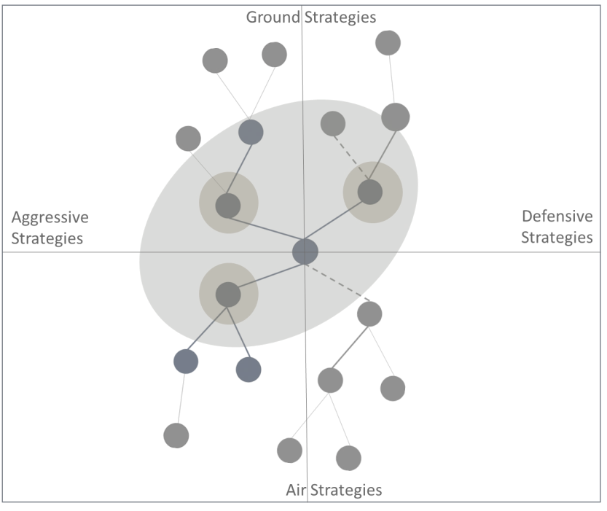 Ground Strategies
Aggressive
Strategies
Defensive
Strategies
Air Strategies